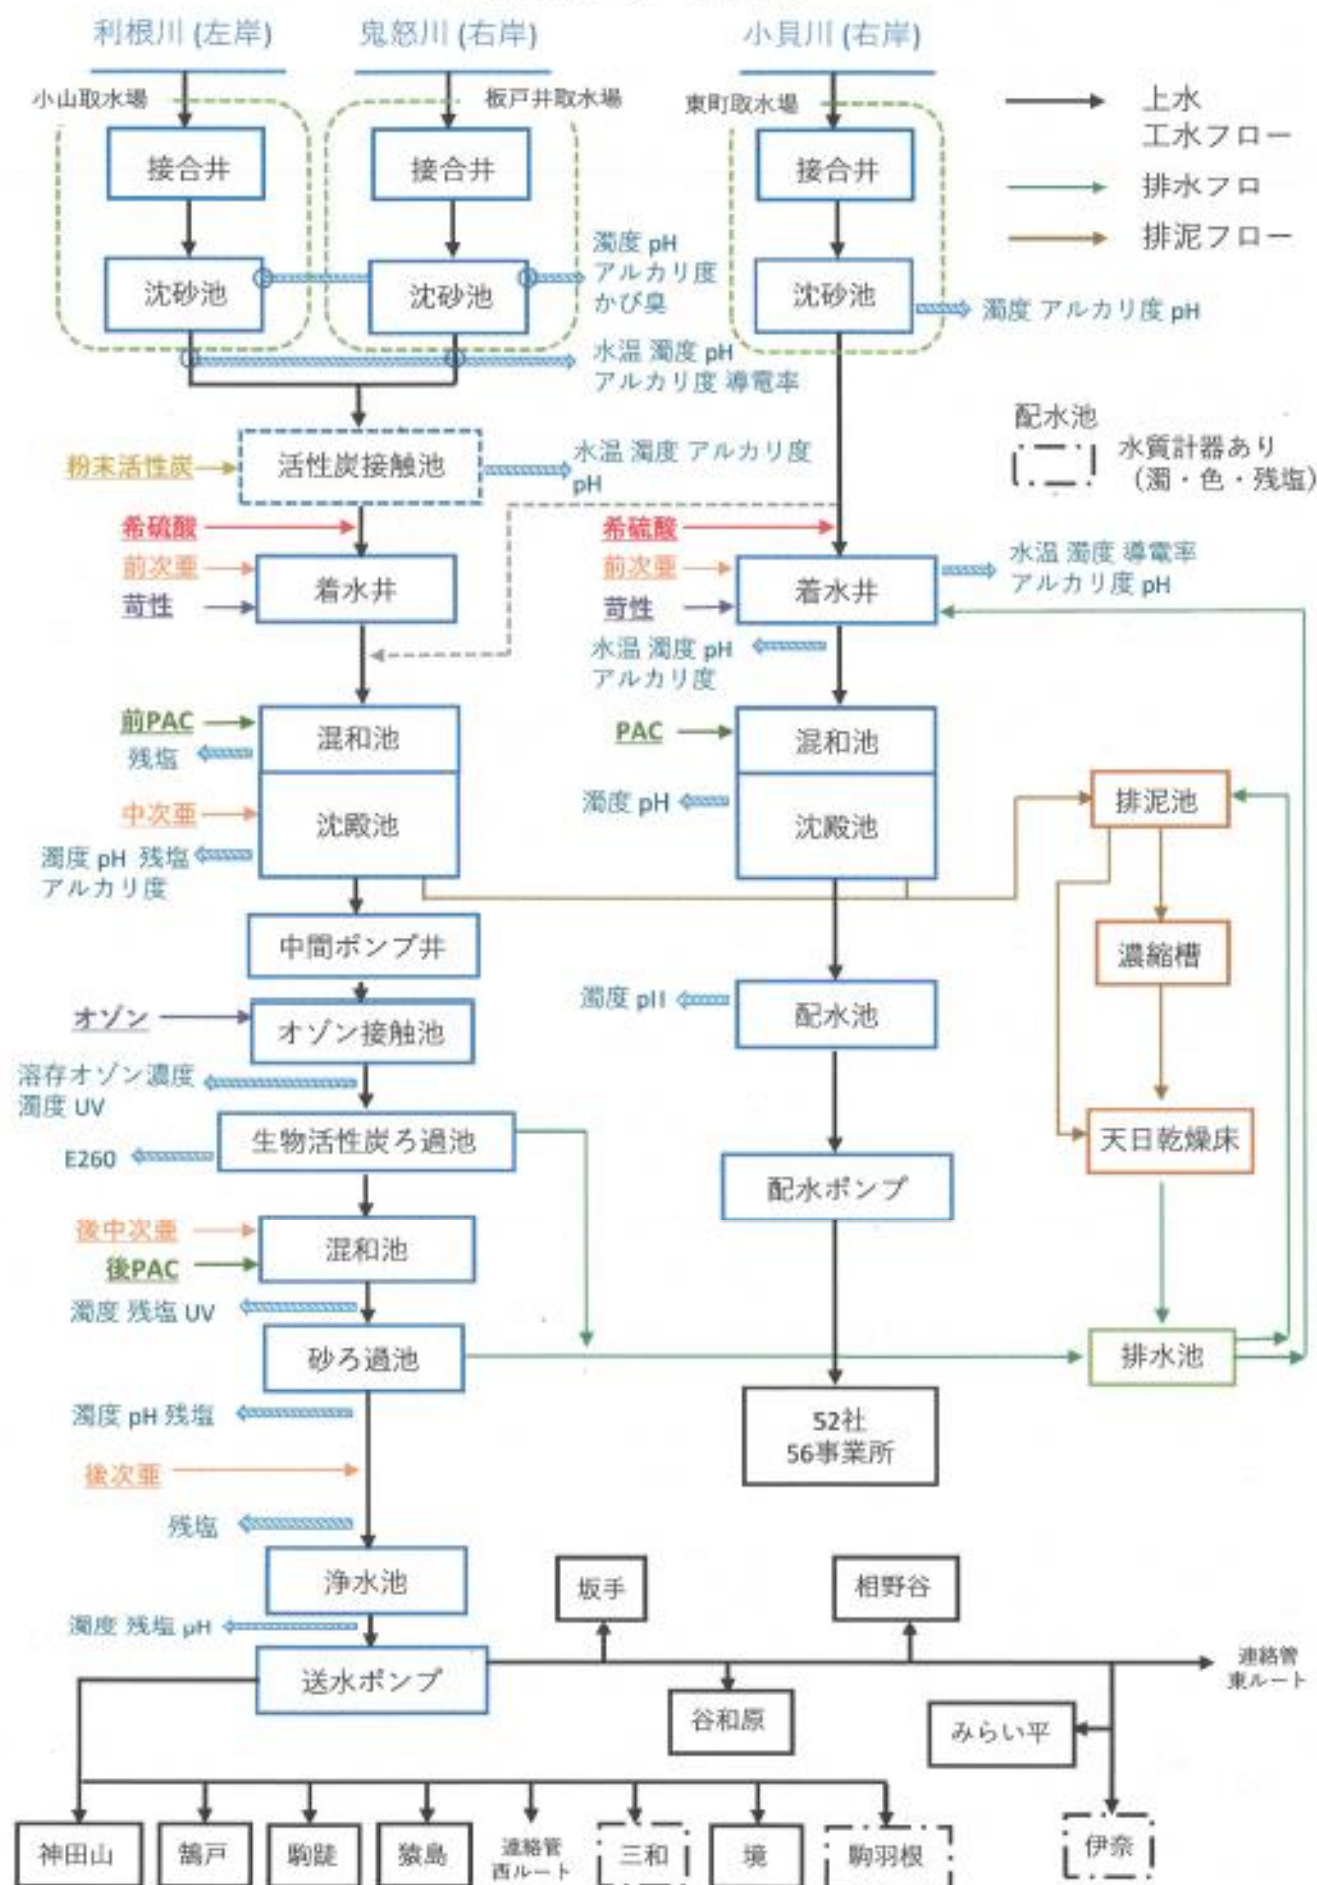 利根川 (左岸)
鬼怒川 (右岸)
小貝川 (右岸)
小山取水場
板戸井取水場
東町取水場
上水
工水フロー
排水フロ
排泥フロー
接合井
接合井
接合井
沈砂池
沈砂池
沈砂池
濁度 pH
アルカリ度
かび臭
濁度 アルカリ度 pH
水温 濁度 pH
アルカリ度 導電率
配水池
水質計器あり
(濁・色・残塩)
粉末活性炭
活性炭接触池
水温 濁度 アルカリ度
pH
希硫酸
希硫酸
前次亜
前次亜
苛性
苛性
着水井
着水井
水温 濁度 導電率
アルカリ度 pH
水温 濁度 pH
アルカリ度
前PAC
混和池
残塩
PAC
混和池
中次亜
沈殿池
濁度 pH 残塩
アルカリ度
濁度 pH
沈殿池
排泥池
中間ポンプ井
濃縮槽
オゾン
オゾン接触池
濁度 pH
配水池
溶存オゾン濃度
濁度 UV
生物活性炭ろ過池
E260
天日乾燥床
配水ポンプ
後中次亜
後PAC
混和池
濁度 残塩 UV
砂ろ過池
排水池
濁度 pH 残塩
52社
56事業所
後次亜
残塩
浄水池
坂手
相野谷
濁度 残塩 pH
送水ポンプ
連絡管
東ルート
谷和原
みらい平
神田山
鵠戸
駒跿
猿島
連絡管
西ルート
三和
境
駒羽根
伊奈